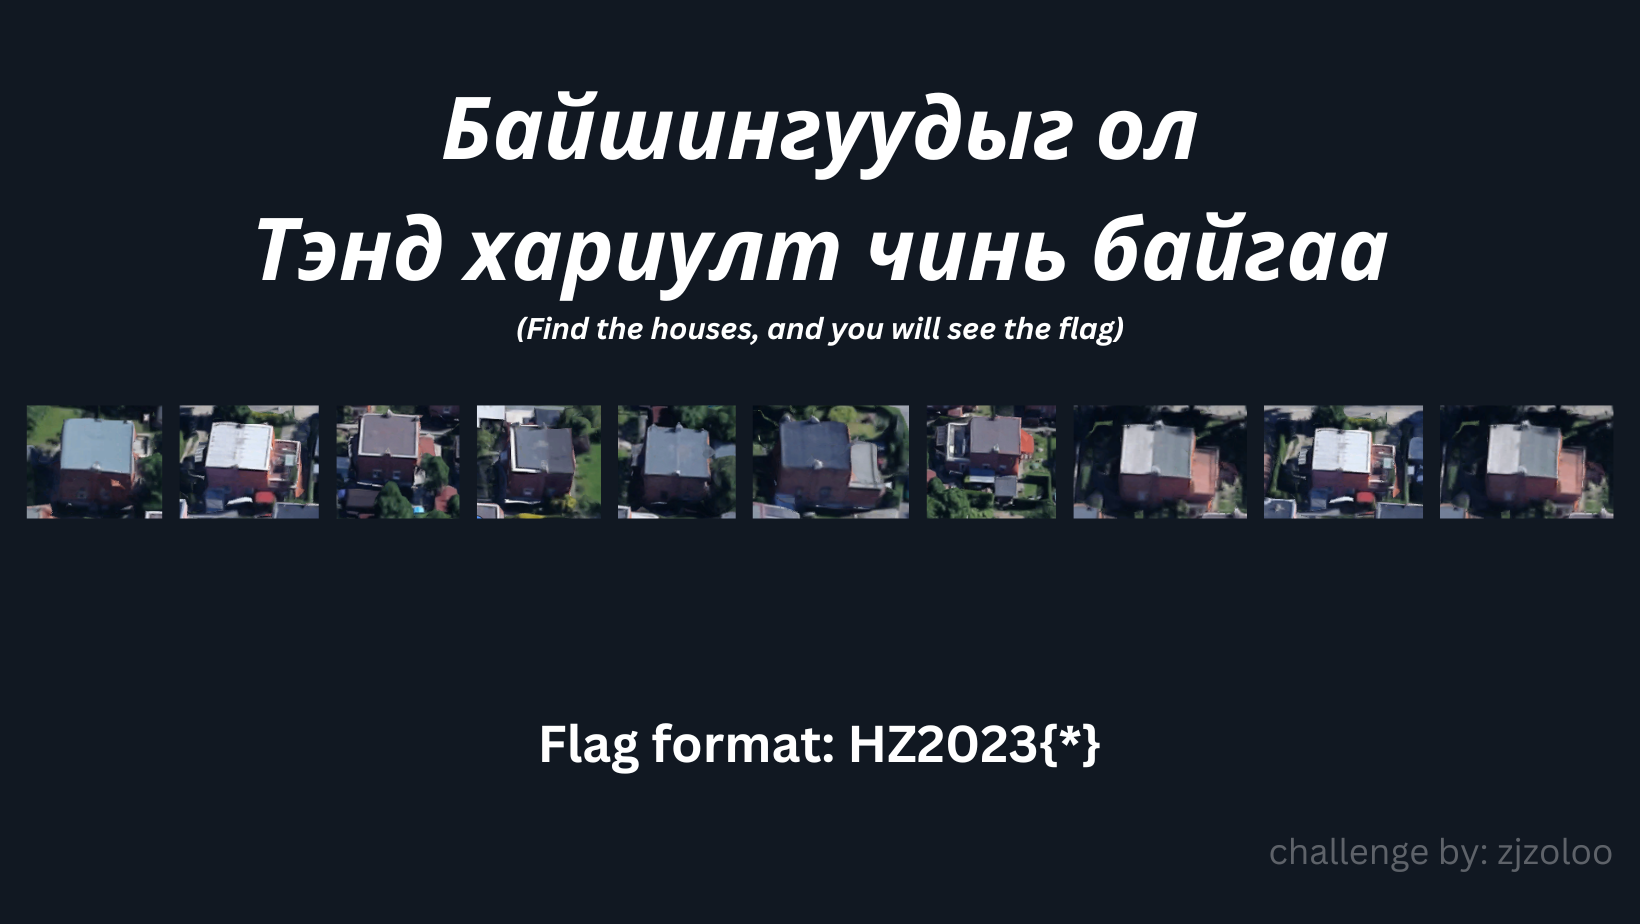 Байшингуудыг ол
Тэнд хариулт чинь байгаа
(Find the houses, and you will see the flag)
Flag format: HZ2023{*}
challenge by: zjzoloo